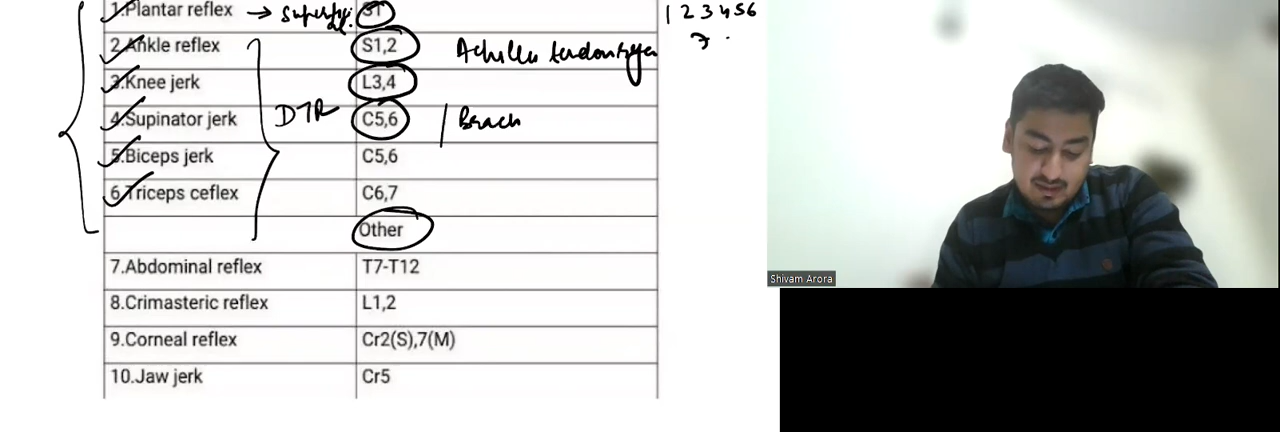 1.Plantar reflex → S1 1 2 3 4 5 6
2.Ankle reflex S1,2 Achilles 7
3.Knee jerk L3,4
4.Supinator jerk DTR C5,6 Brach
5.Biceps jerk C5,6
6.Triceps ceflex C6,7
Other
7.Abdominal reflex T7-T12
8.Crimasteric reflex L1,2
9.Corneal reflex Cr2(S),7(M)
10.Jaw jerk Cr5
Shivam Arora